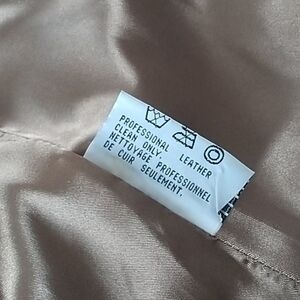 PROFESSIONAL LEATHER
CLEAN ONLY.
NETTOYAGE PROFESSIONNEL
DE CUIR SEULEMENT.